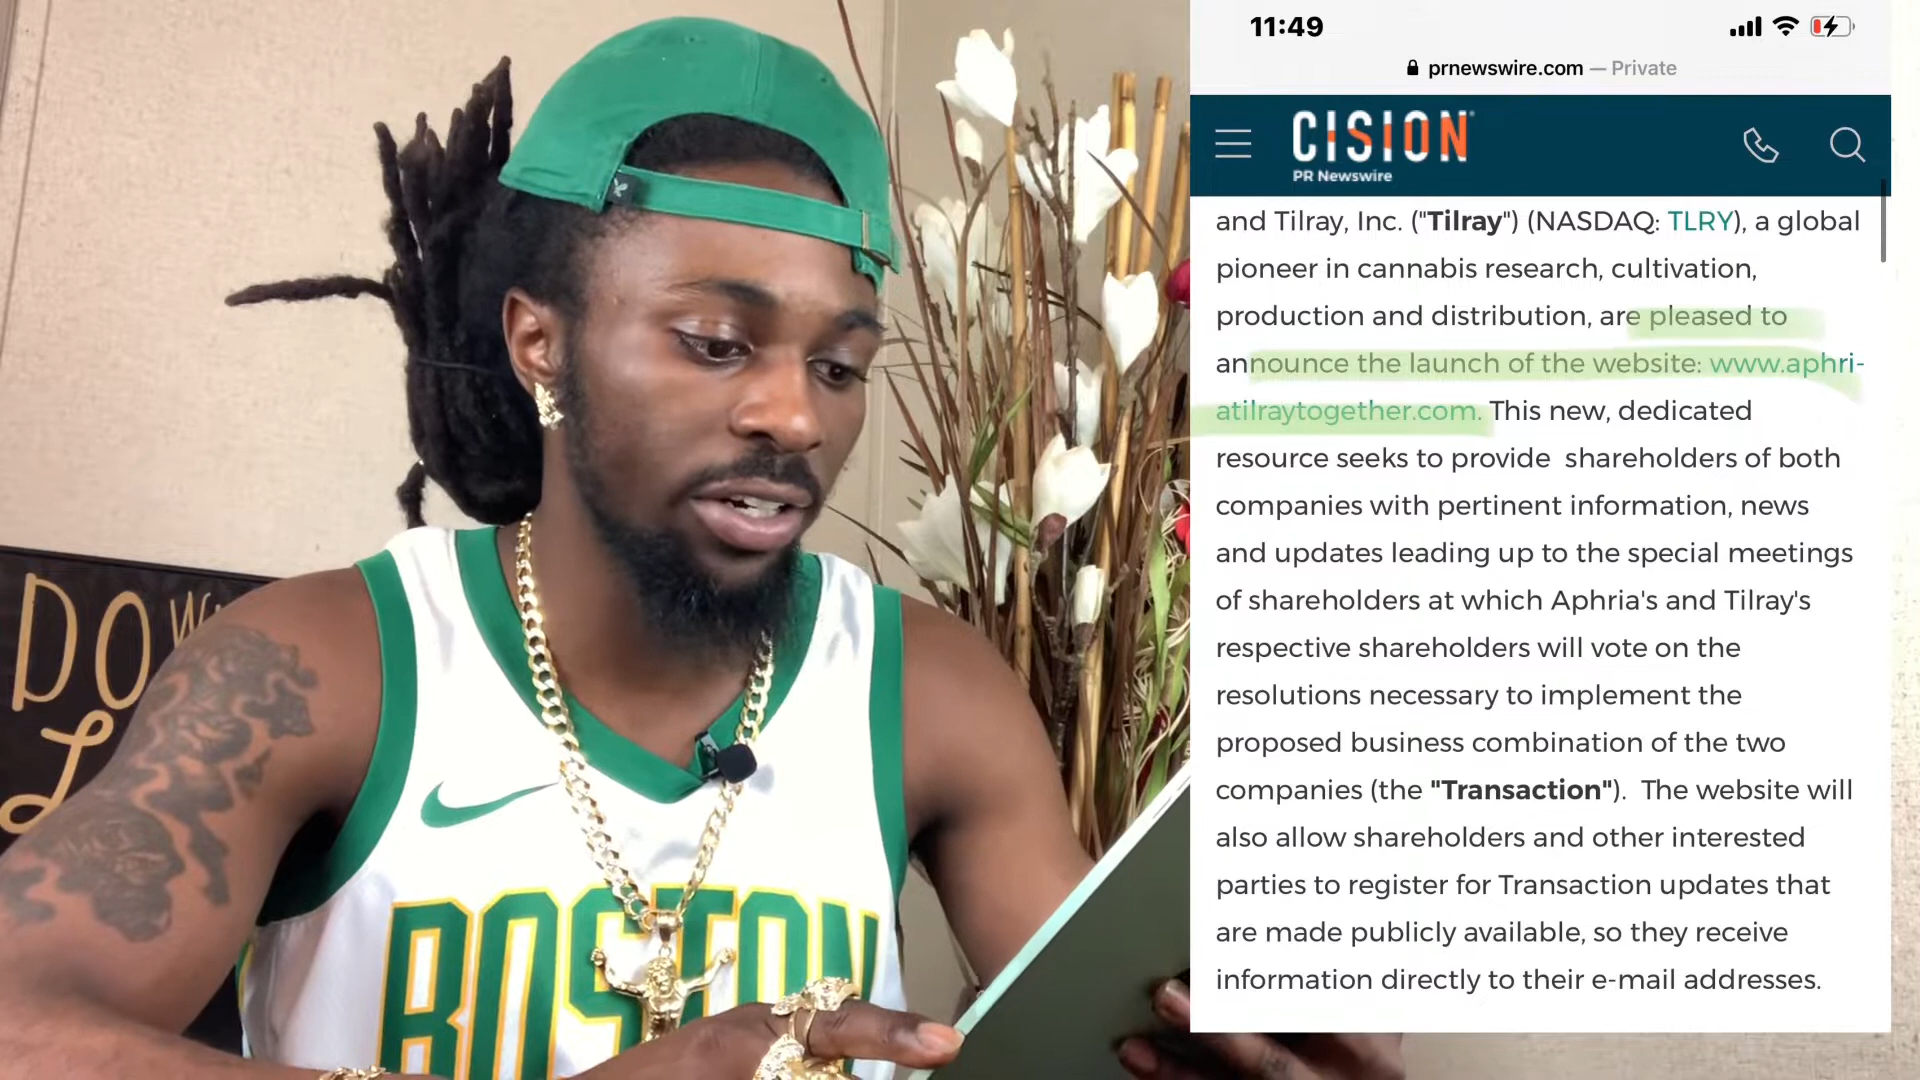 11:49
prnewswire.com — Private
CISION
PR Newswire
and Tilray, Inc. ("Tilray") (NASDAQ: TLRY), a global
pioneer in cannabis research, cultivation,
production and distribution, are pleased to
announce the launch of the website: www.aphri-
atilraytogether.com. This new, dedicated
resource seeks to provide  shareholders of both
companies with pertinent information, news
and updates leading up to the special meetings
of shareholders at which Aphria's and Tilray's
respective shareholders will vote on the
resolutions necessary to implement the
proposed business combination of the two
companies (the "Transaction").  The website will
also allow shareholders and other interested
parties to register for Transaction updates that
are made publicly available, so they receive
information directly to their e-mail addresses.
DO
BOSTON